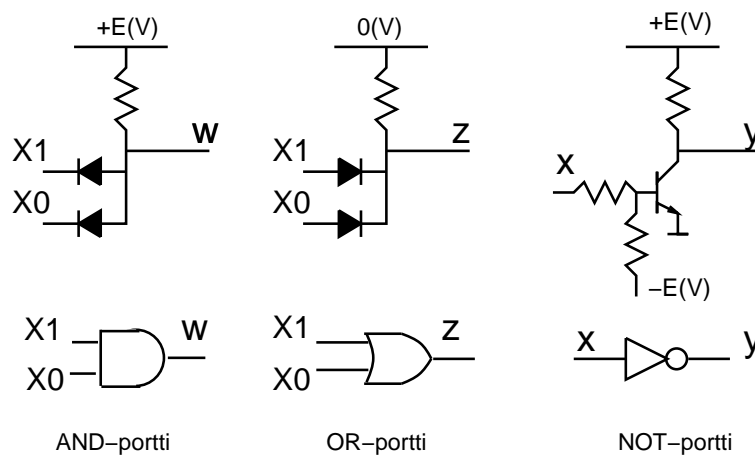 +E(V) 0(V) +E(V)
w z y
X1 X1 x
X0 X0
−E(V)
X1 w X1 z x y
X0 X0
AND−portti OR−portti NOT−portti